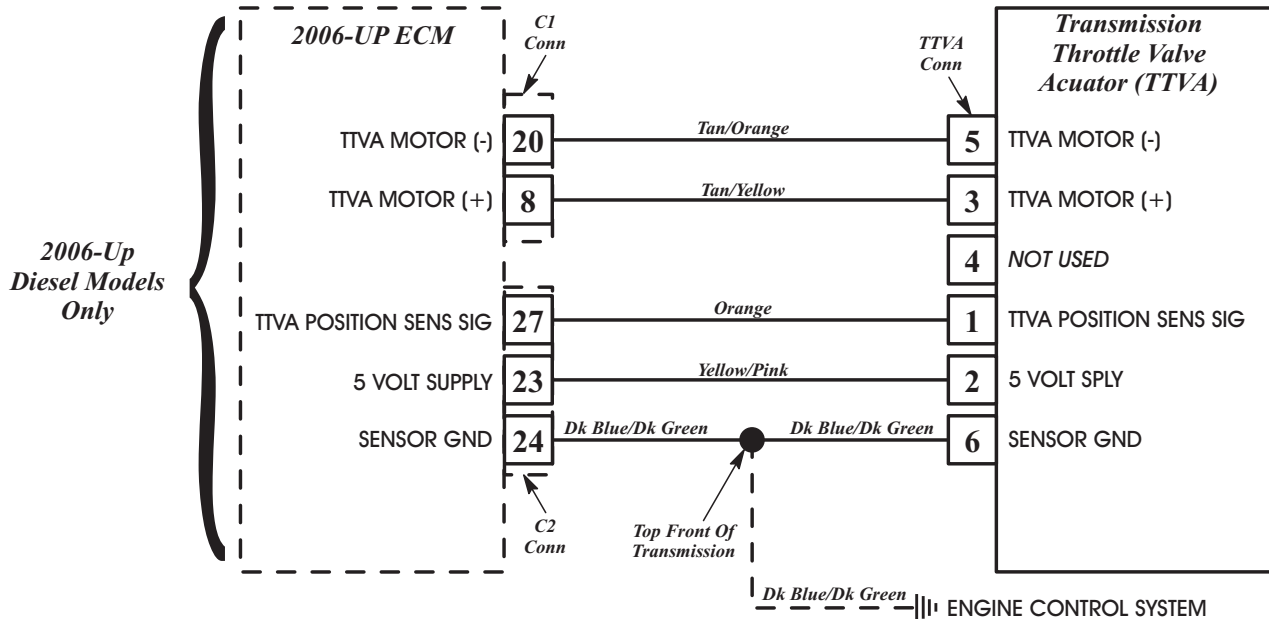 2006-UP ECM
C1
Conn
TTVA
Conn
Transmission
Throttle Valve
Acuator (TTVA)
TTVA MOTOR (-)
20
Tan/Orange
5
TTVA MOTOR (-)
TTVA MOTOR (+)
8
Tan/Yellow
3
TTVA MOTOR (+)
4
NOT USED
2006-Up
Diesel Models
Only
TTVA POSITION SENS SIG
27
Orange
1
TTVA POSITION SENS SIG
5 VOLT SUPPLY
23
Yellow/Pink
2
5 VOLT SPLY
SENSOR GND
24
Dk Blue/Dk Green
Dk Blue/Dk Green
6
SENSOR GND
C2
Conn
Top Front Of
Transmission
Dk Blue/Dk Green
ENGINE CONTROL SYSTEM